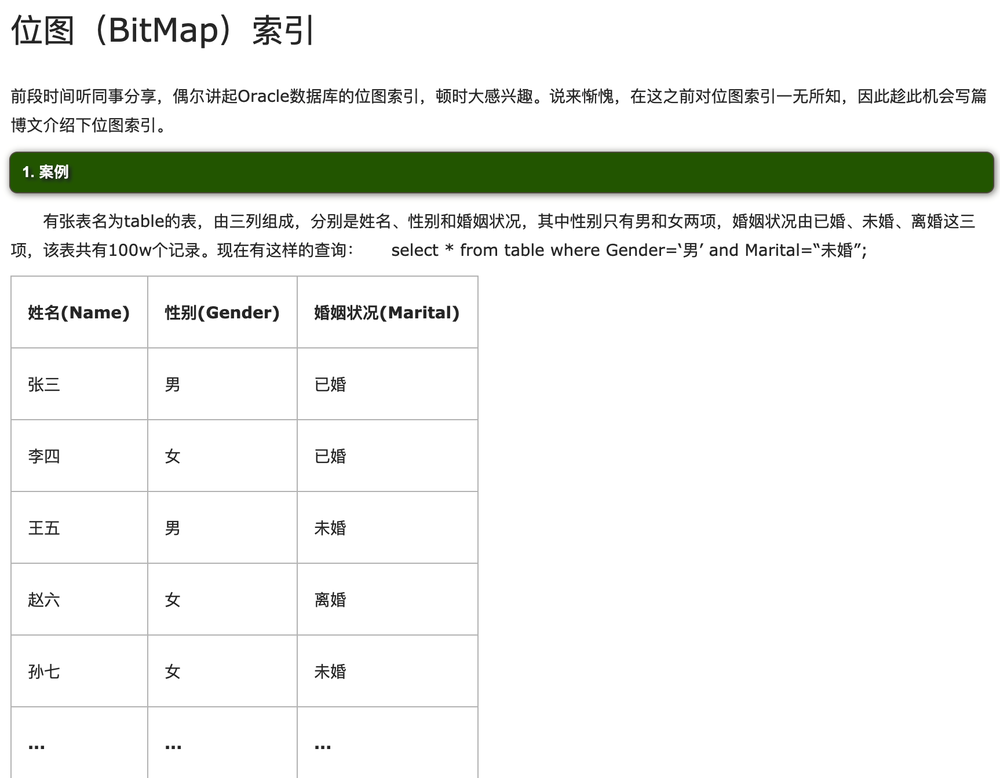 位图（BitMap）索引
前段时间听同事分享，偶尔讲起Oracle数据库的位图索引，顿时大感兴趣。说来惭愧，在这之前对位图索引一无所知，因此趁此机会写篇
博文介绍下位图索引。
1. 案例
有张表名为table的表，由三列组成，分别是姓名、性别和婚姻状况，其中性别只有男和女两项，婚姻状况由已婚、未婚、离婚这三
项，该表共有100w个记录。现在有这样的查询： select * from table where Gender=‘男’ and Marital=“未婚”;
姓名(Name) 性别(Gender) 婚姻状况(Marital)
张三 男 已婚
李四 女 已婚
王五 男 未婚
赵六 女 离婚
孙七 女 未婚
... ... ...